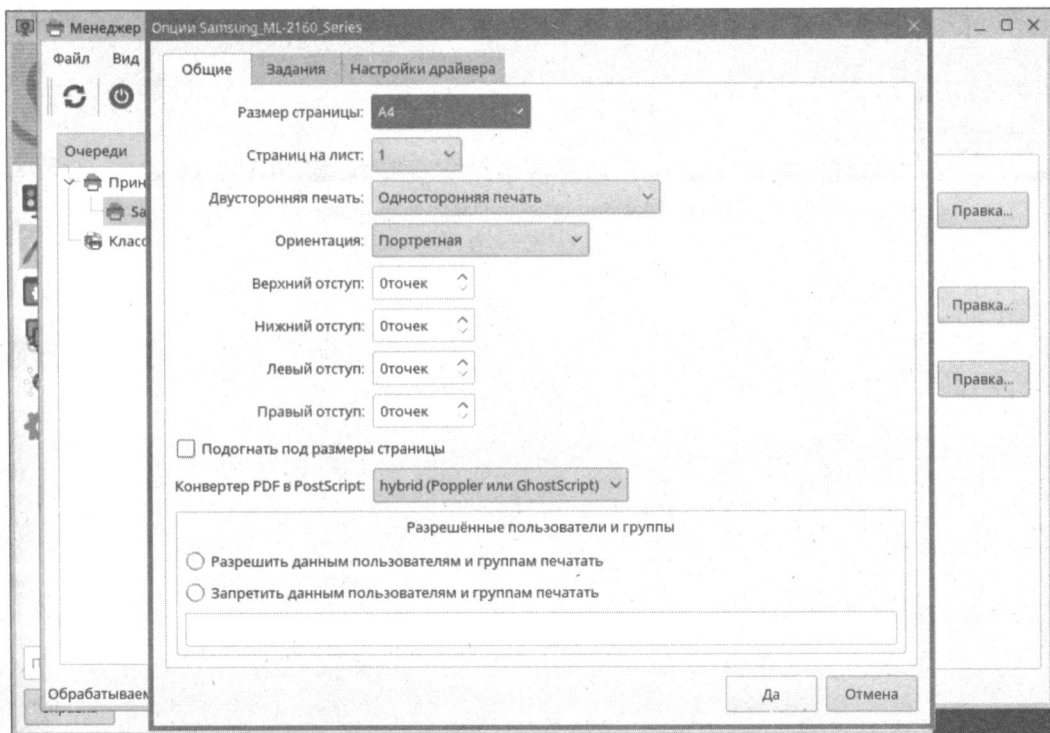 Менеджер
Опции Samsung_ML-2160_Series
Файл Вид
Общие Задания Настройки драйвера
Размер страницы: A4
Очереди
Страниц на лист: 1
Прин
Двусторонняя печать: Односторонняя печать
Sa
Правка...
Класс
Ориентация: Портретная
Верхний отступ: 0точек
Правка...
Нижний отступ: 0точек
Левый отступ: 0точек
Правка...
Правый отступ: 0точек
Подогнать под размеры страницы
Конвертер PDF в PostScript: hybrid (Poppler или GhostScript)
Разрешённые пользователи и группы
Разрешить данным пользователям и группам печатать
Запретить данным пользователям и группам печатать
Обрабатываем
Да Отмена